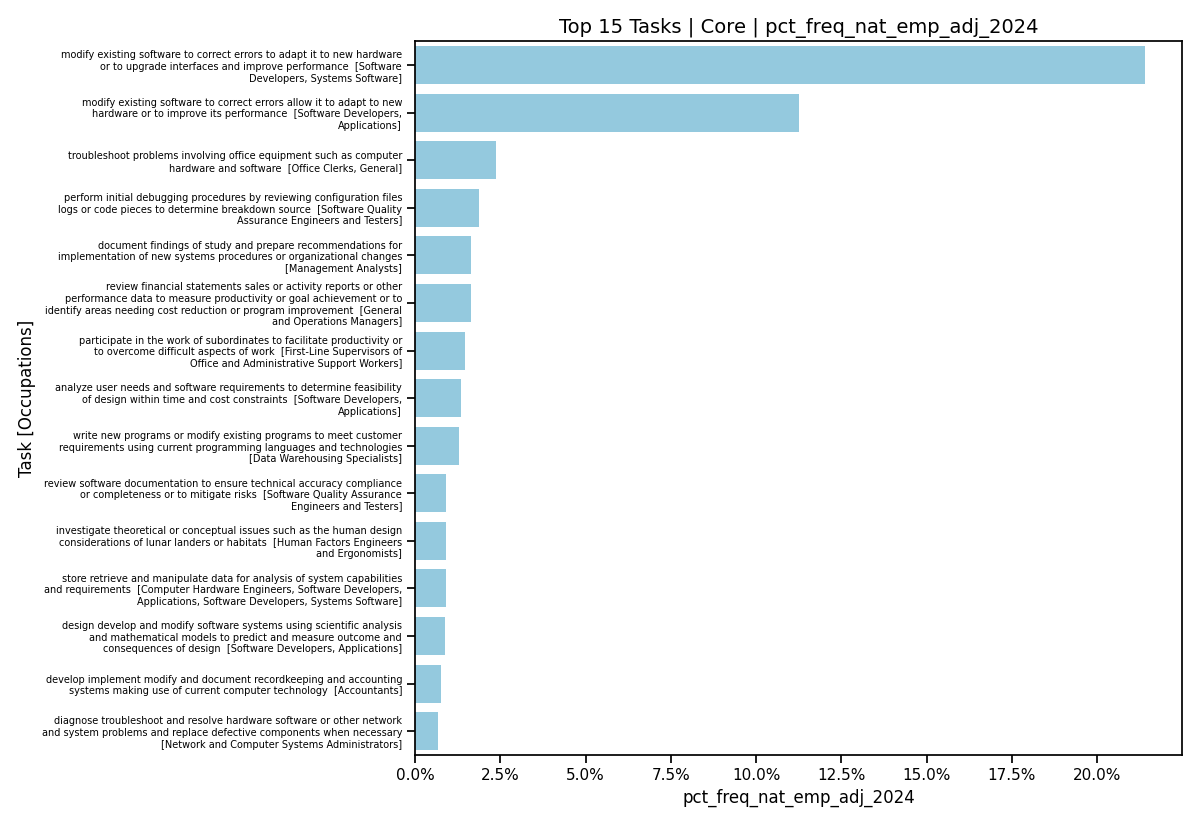 Top 15 Tasks | Core | pct_freq_nat_emp_adj_2024
modify existing software to correct errors to adapt it to new hardware
or to upgrade interfaces and improve performance  [Software
Developers, Systems Software]
modify existing software to correct errors allow it to adapt to new
hardware or to improve its performance  [Software Developers,
Applications]
troubleshoot problems involving office equipment such as computer
hardware and software  [Office Clerks, General]
perform initial debugging procedures by reviewing configuration files
logs or code pieces to determine breakdown source  [Software Quality
Assurance Engineers and Testers]
document findings of study and prepare recommendations for
implementation of new systems procedures or organizational changes
[Management Analysts]
review financial statements sales or activity reports or other
performance data to measure productivity or goal achievement or to
identify areas needing cost reduction or program improvement  [General
and Operations Managers]
participate in the work of subordinates to facilitate productivity or
to overcome difficult aspects of work  [First-Line Supervisors of
Office and Administrative Support Workers]
analyze user needs and software requirements to determine feasibility
of design within time and cost constraints  [Software Developers,
Applications]
write new programs or modify existing programs to meet customer
requirements using current programming languages and technologies
[Data Warehousing Specialists]
review software documentation to ensure technical accuracy compliance
or completeness or to mitigate risks  [Software Quality Assurance
Engineers and Testers]
investigate theoretical or conceptual issues such as the human design
considerations of lunar landers or habitats  [Human Factors Engineers
and Ergonomists]
store retrieve and manipulate data for analysis of system capabilities
and requirements  [Computer Hardware Engineers, Software Developers,
Applications, Software Developers, Systems Software]
design develop and modify software systems using scientific analysis
and mathematical models to predict and measure outcome and
consequences of design  [Software Developers, Applications]
develop implement modify and document recordkeeping and accounting
systems making use of current computer technology  [Accountants]
diagnose troubleshoot and resolve hardware software or other network
and system problems and replace defective components when necessary
[Network and Computer Systems Administrators]
Task [Occupations]
0.0% 2.5% 5.0% 7.5% 10.0% 12.5% 15.0% 17.5% 20.0%
pct_freq_nat_emp_adj_2024